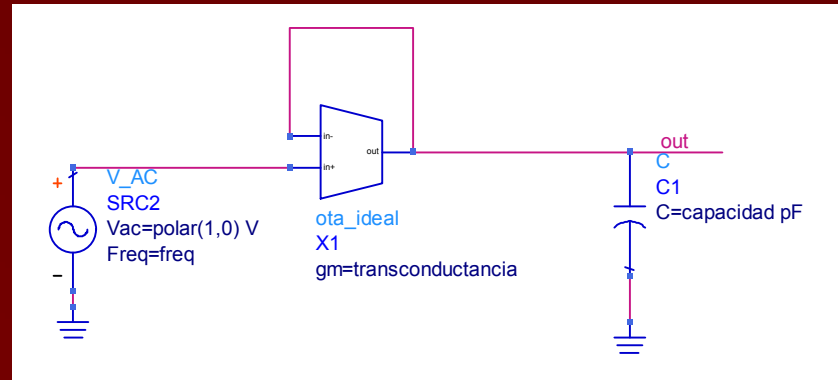 in-
out
in+
out
C
C1
C=capacidad pF
+
V_AC
SRC2
Vac=polar(1,0) V
Freq=freq
−
ota_ideal
X1
gm=transconductancia